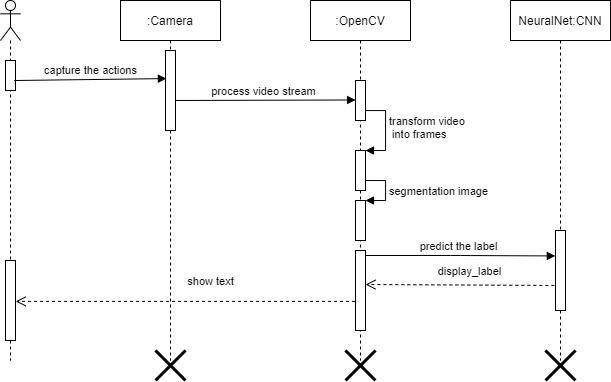 :Camera
:OpenCV
NeuralNet:CNN
capture the actions
process video stream
transform video
into frames
segmentation image
predict the label
display_label
show text